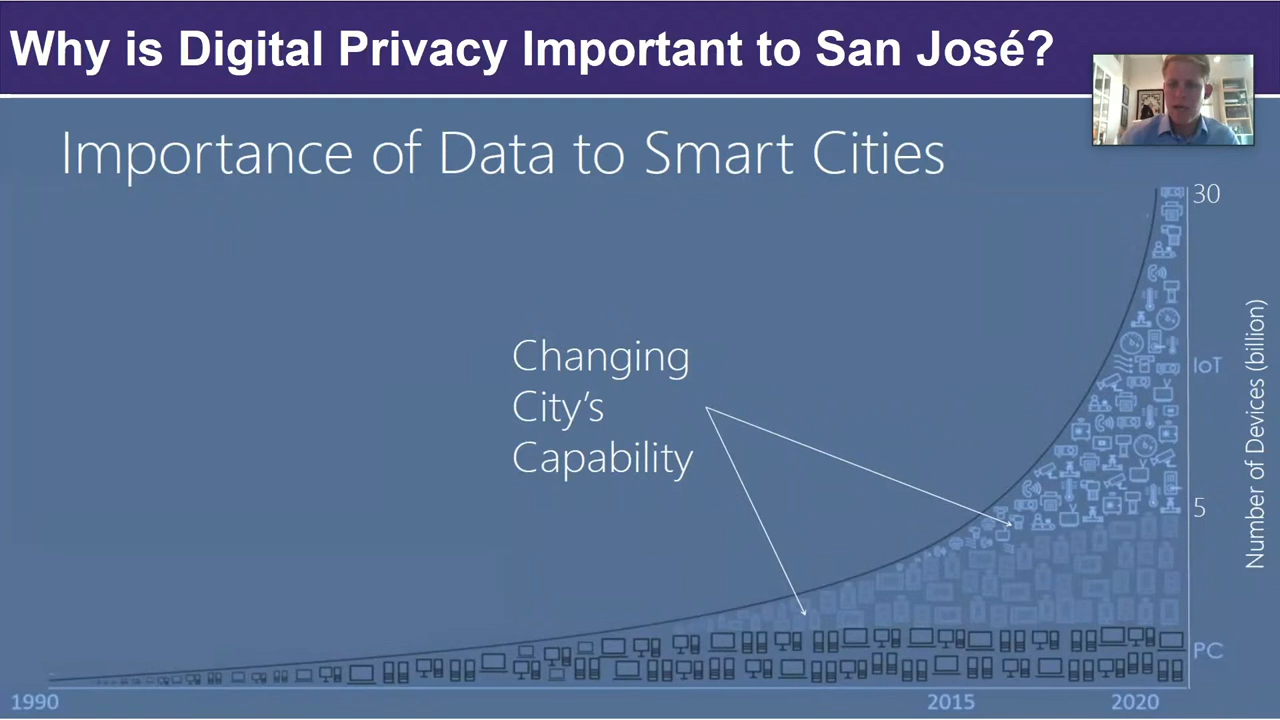 Why is Digital Privacy Important to San José?
Importance of Data to Smart Cities
30
Changing
City’s
Capability
IoT
5
Number of Devices (billion)
PC
1990
2015
2020